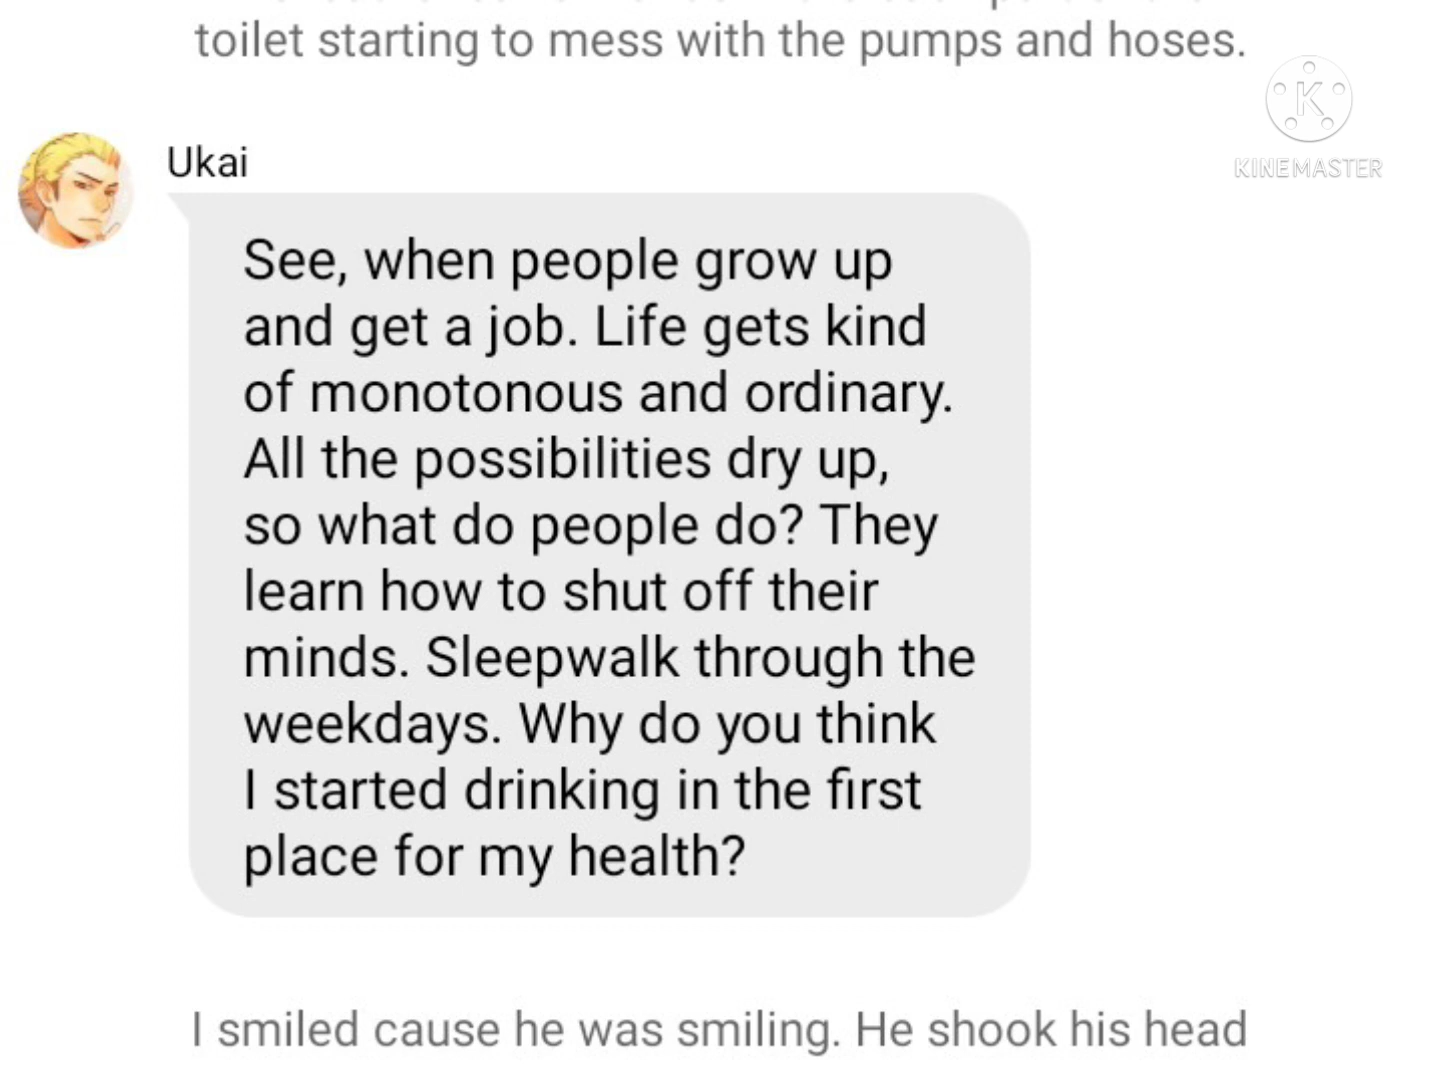 toilet starting to mess with the pumps and hoses.
K
KINEMASTER
Ukai
See, when people grow up
and get a job. Life gets kind
of monotonous and ordinary.
All the possibilities dry up,
so what do people do? They
learn how to shut off their
minds. Sleepwalk through the
weekdays. Why do you think
I started drinking in the first
place for my health?
I smiled cause he was smiling. He shook his head